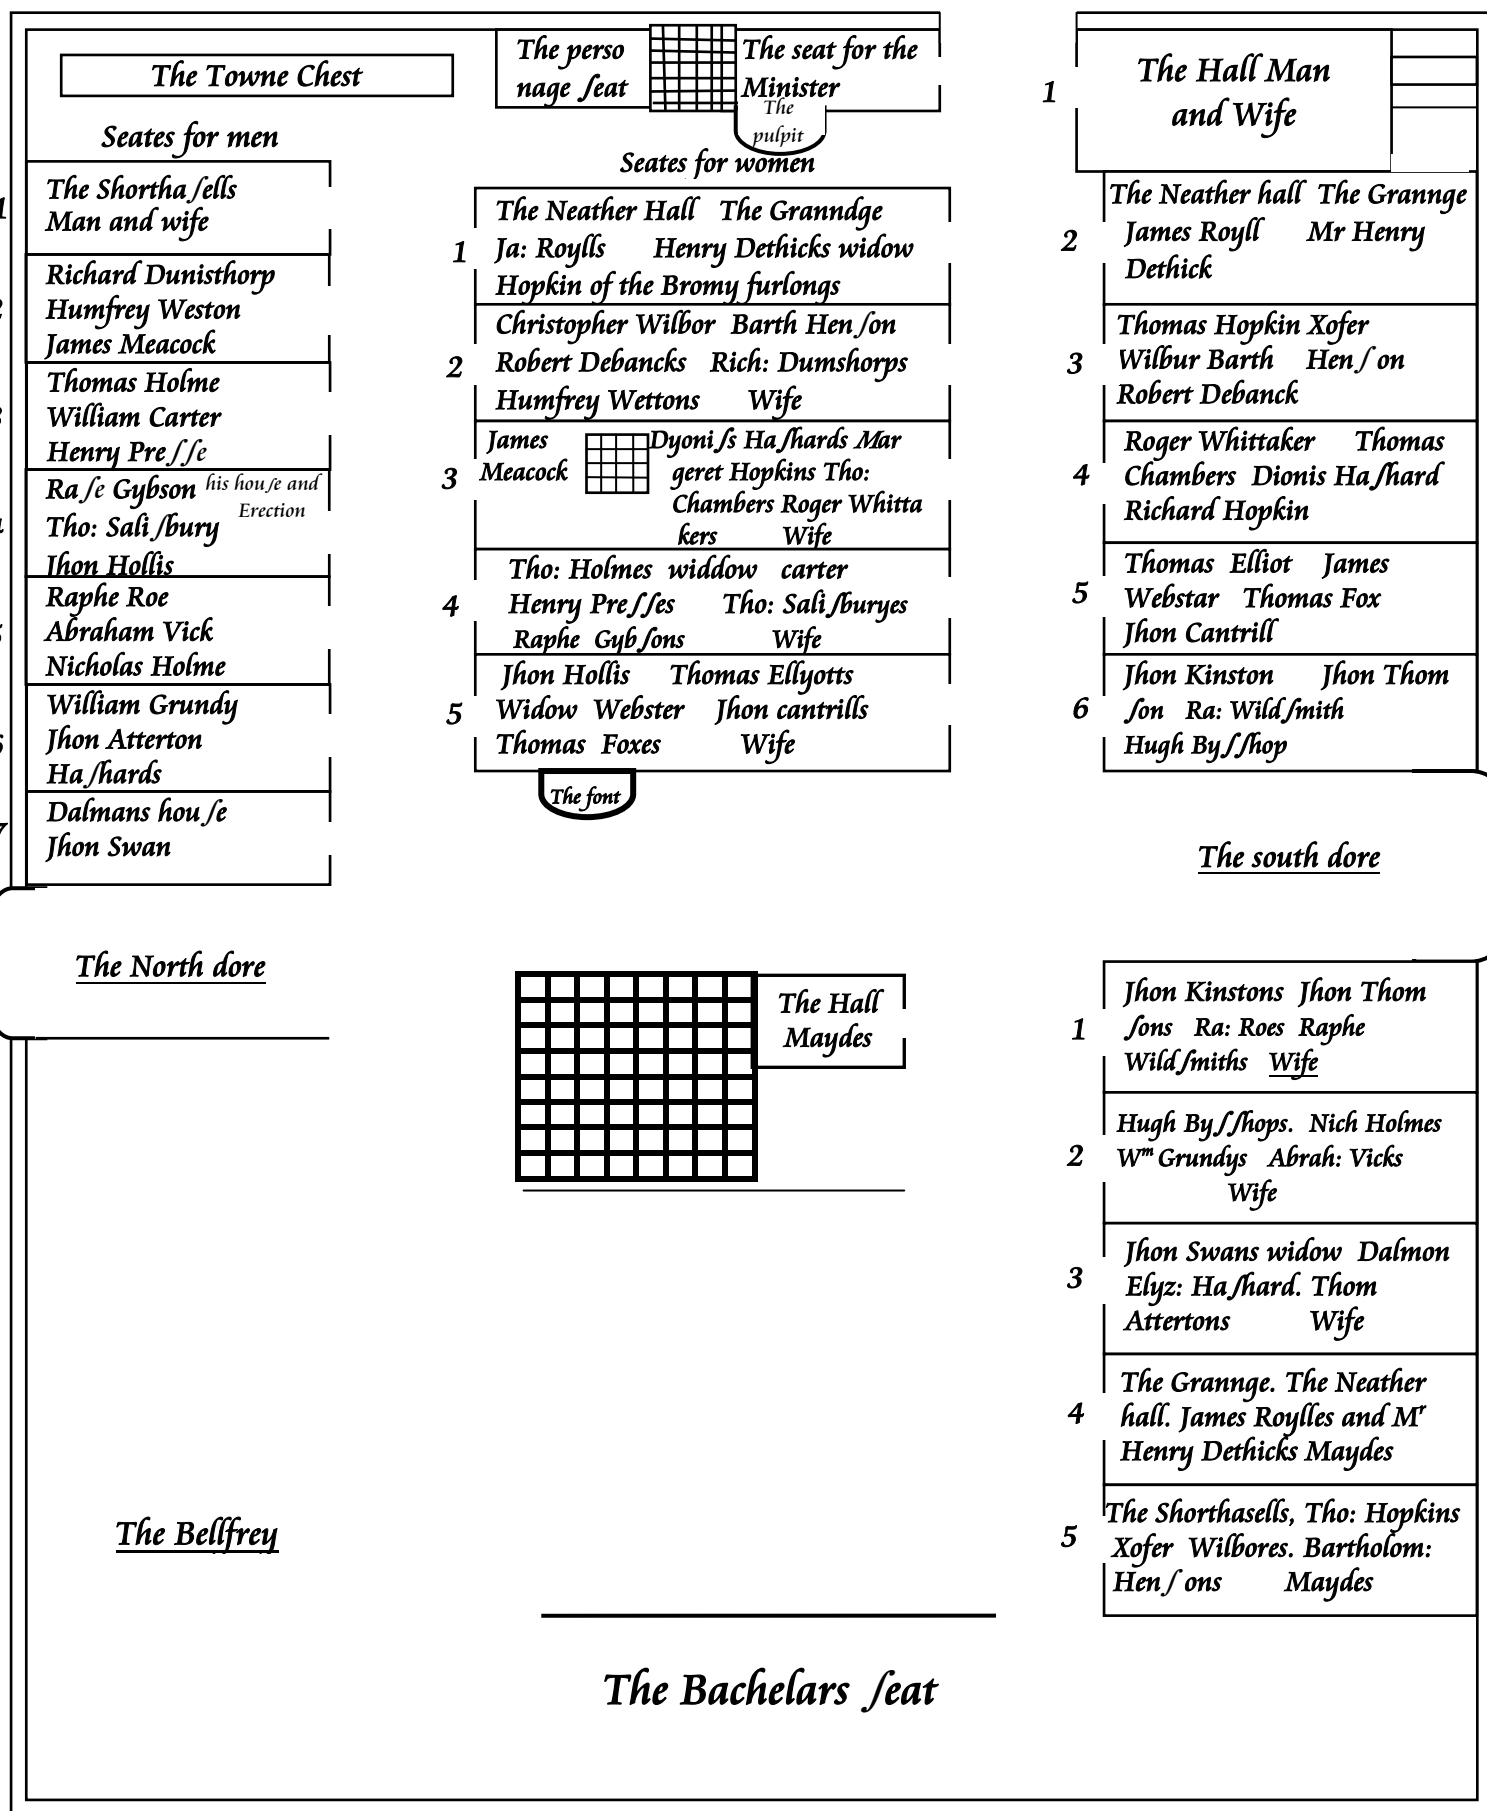 The Towne Chest
Seates for men
1
The Shorthaſells
Man and wife
Richard Dunisthorp
Humfrey Weston
James Meacock
Thomas Holme
William Carter
Henry Preſſe
Raſe Gybson his houſe and
Erection
Tho: Saliſbury
Jhon Hollis
Raphe Roe
Abraham Vick
Nicholas Holme
William Grundy
Jhon Atterton
Haſhards
7
Dalmans houſe
Jhon Swan
The North dore
The Bellfrey
The perso
nage ſeat
The seat for the
Minister
The
pulpit
Seates for women
1
The Neather Hall The Granndge
Ja: Roylls Henry Dethicks widow
Hopkin of the Bromy furlongs
2
Christopher Wilbor Barth Henſon
Robert Debancks Rich: Dumshorps
Humfrey Wettons Wife
3
James
Meacock
Dyoniſs Haſhards Mar
geret Hopkins Tho:
Chambers Roger Whitta
kers Wife
4
Tho: Holmes widdow carter
Henry Preſſes Tho: Saliſburyes
Raphe Gybſons Wife
5
Jhon Hollis Thomas Ellyotts
Widow Webster Jhon cantrills
Thomas Foxes Wife
The font
The Hall
Maydes
The Bachelars ſeat
1
The Hall Man
and Wife
2
The Neather hall The Grannge
James Royll Mr Henry
Dethick
3
Thomas Hopkin Xofer
Wilbur Barth Henſon
Robert Debanck
4
Roger Whittaker Thomas
Chambers Dionis Haſhard
Richard Hopkin
5
Thomas Elliot James
Webstar Thomas Fox
Jhon Cantrill
6
Jhon Kinston Jhon Thom
ſon Ra: Wildſmith
Hugh Byſſhop
The south dore
1
Jhon Kinstons Jhon Thom
ſons Ra: Roes Raphe
Wildſmiths Wife
2
Hugh Byſſhops. Nich Holmes
Wᵐ Grundys Abrah: Vicks
Wife
3
Jhon Swans widow Dalmon
Elyz: Haſhard. Thom
Attertons Wife
4
The Grannge. The Neather
hall. James Roylles and Mʳ
Henry Dethicks Maydes
5
The Shorthasells, Tho: Hopkins
Xofer Wilbores. Bartholom:
Henſons Maydes